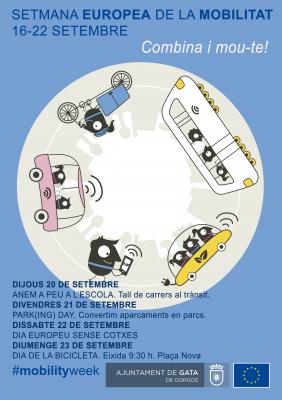 SETMANA EUROPEA DE LA MOBILITAT
16-22 SETEMBRE
Combina i mou-te!
DIJOUS 20 DE SETEMBRE
ANEM A PEU A L'ESCOLA. Tall de carrers al trànsit.
DIVENDRES 21 DE SETEMBRE
PARK(ING) DAY. Convertim aparcaments en parcs.
DISSABTE 22 DE SETEMBRE
DIA EUROPEU SENSE COTXES
DIUMENGE 23 DE SETEMBRE
DIA DE LA BICICLETA. Eixida 9:30 h. Plaça Nova
#mobilityweek
AJUNTAMENT DE GATA
DE GORGOS